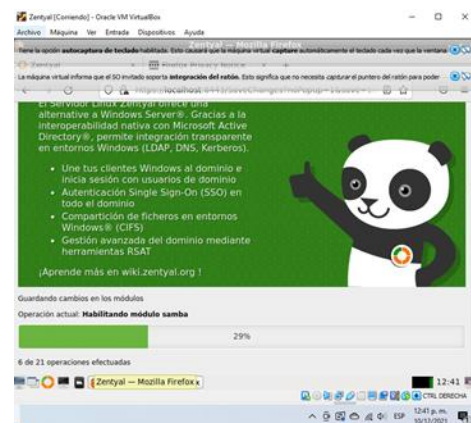 Zentyal [Corriendo] - Oracle VM VirtualBox
Archivo Máquina Ver Entrada Dispositivos Ayuda
Tiene la opción autocaptura de teclado habilitada. Esto causará que la máquina virtual capture automáticamente el teclado cada vez que la ventana
La máquina virtual informa que el SO invitado soporta integración del ratón. Esto significa que no necesita capturar el puntero del ratón para poder
El Servidor Linux Zentyal ofrece una
alternative a Windows Server®. Gracias a la
interoperabilidad nativa con Microsoft Active
Directory®, permite integración transparente
en entornos Windows (LDAP, DNS, Kerberos).
• Une tus clientes Windows al dominio e
inicia sesión con usuarios de dominio
• Autenticación Single Sign-On (SSO) en
todo el dominio
• Compartición de ficheros en entornos
Windows® (CIFS)
• Gestión avanzada del dominio mediante
herramientas RSAT
¡Aprende más en wiki.zentyal.org !
Guardando cambios en los módulos
Operación actual: Habilitando módulo samba
29%
6 de 21 operaciones efectuadas
Zentyal — Mozilla Firefox x
12:41
CTRL DERECHA
ESP
12:41 p. m.
10/12/2021